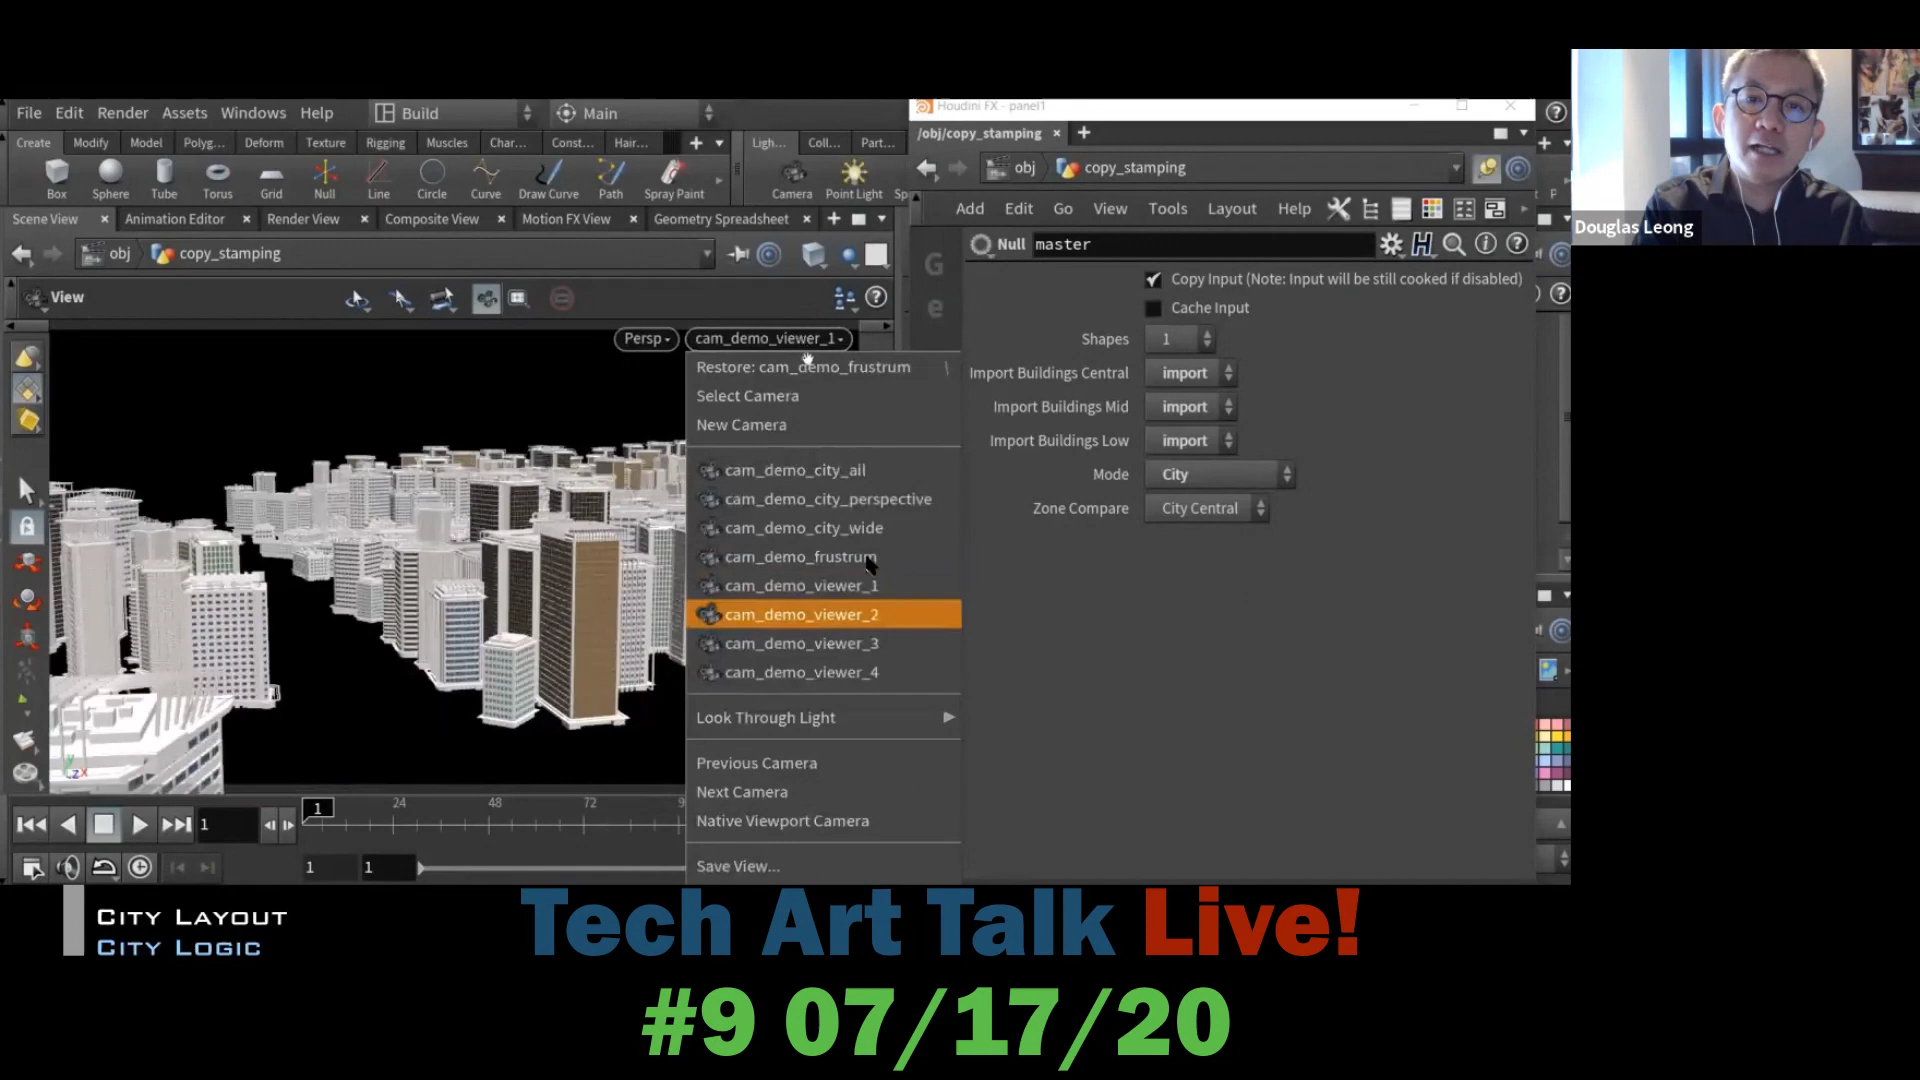 File Edit Render Assets Windows Help Build Main
Create Modify Model Polyg... Deform Texture Rigging Muscles Char... Const... Hair... Ligh... Coll... Part...
Box Sphere Tube Torus Grid Null Line Circle Curve Draw Curve Path Spray Paint Camera Point Light
Scene View Animation Editor Render View Composite View Motion FX View Geometry Spreadsheet
obj copy_stamping
View
Persp cam_demo_viewer_1
Restore: cam_demo_frustrum \
Select Camera
New Camera
cam_demo_city_all
cam_demo_city_perspective
cam_demo_city_wide
cam_demo_frustrum
cam_demo_viewer_1
cam_demo_viewer_2
cam_demo_viewer_3
cam_demo_viewer_4
Look Through Light
Previous Camera
Next Camera
Native Viewport Camera
Save View...
1 1 24 48 72
1 1
Houdini FX - panel1
/obj/copy_stamping
obj copy_stamping
Add Edit Go View Tools Layout Help
Null master
Copy Input (Note: Input will be still cooked if disabled)
Cache Input
Shapes 1
Import Buildings Central import
Import Buildings Mid import
Import Buildings Low import
Mode City
Zone Compare City Central
G
e
Douglas Leong
City Layout
City Logic
Tech Art Talk Live!
#9 07/17/20